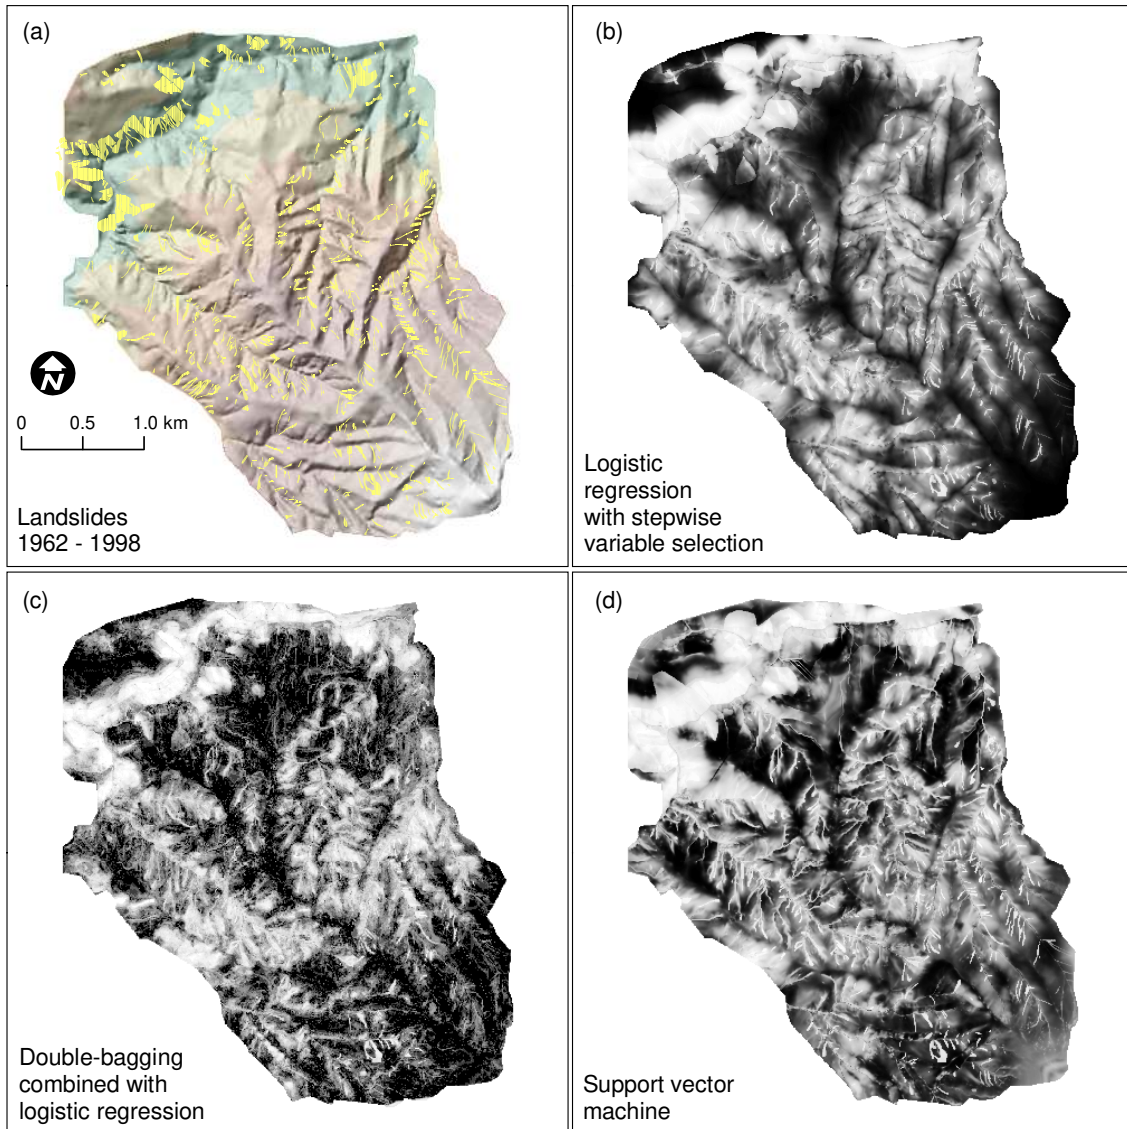 (a)
N
0 0.5 1.0 km
Landslides
1962 - 1998
(b)
Logistic
regression
with stepwise
variable selection
(c)
Double-bagging
combined with
logistic regression
(d)
Support vector
machine